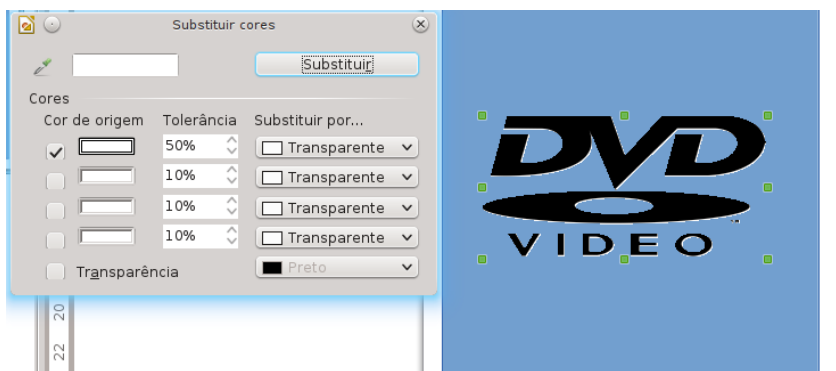 Substituir cores
Substituir
Cores
Cor de origem Tolerância Substituir por...
50% Transparente
10% Transparente
10% Transparente
10% Transparente
Transparência Preto
20
22
DVD
VIDEO